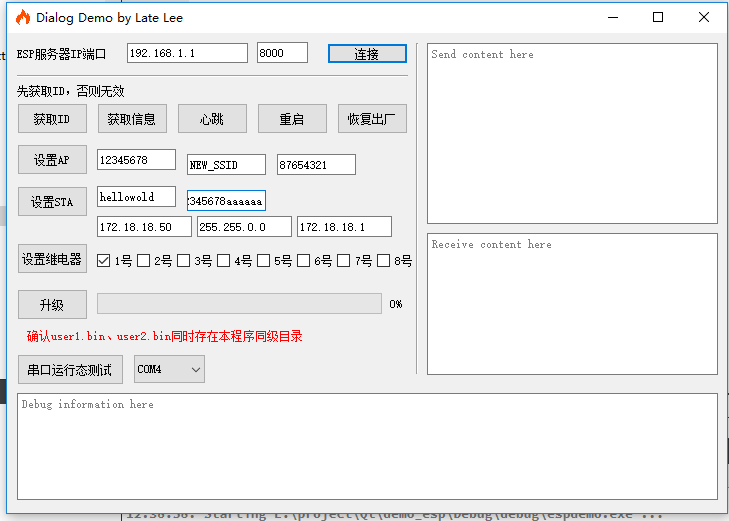 Dialog Demo by Late Lee
ESP服务器IP端口 192.168.1.1 8000 连接
先获取ID，否则无效
获取ID 获取信息 心跳 重启 恢复出厂
设置AP 12345678 NEW_SSID 87654321
设置STA hellowold 345678aaaaaa
172.18.18.50 255.255.0.0 172.18.18.1
设置继电器 1号 2号 3号 4号 5号 6号 7号 8号
升级 0%
确认user1.bin、user2.bin同时存在本程序同级目录
串口运行态测试 COM4
Send content here
Receive content here
Debug information here
12:38:38: Starting E:\project\Qt\demo_esp\Debug\debug\espdemo.exe ...